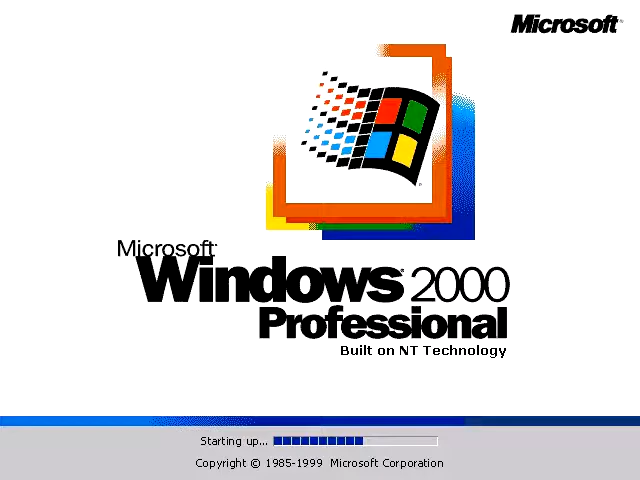 Microsoft®
Microsoft®
Windows® 2000
Professional
Built on NT Technology
Starting up...
Copyright © 1985-1999 Microsoft Corporation